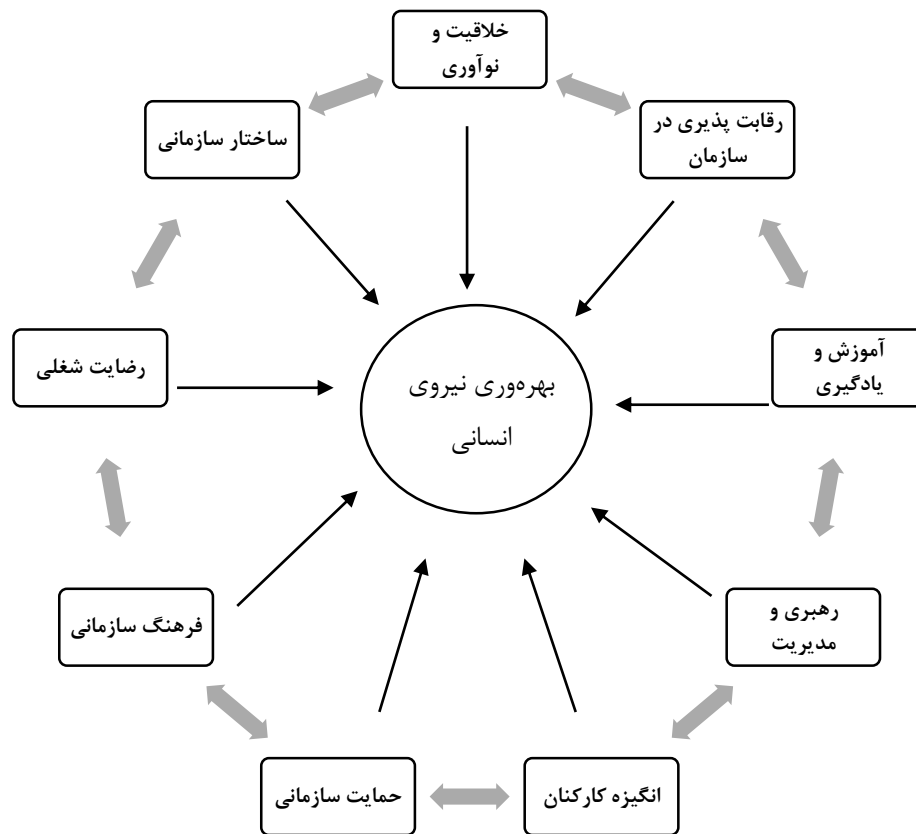 خلاقیت و
نوآوری
رقابت پذیری در
سازمان
ساختار سازمانی
آموزش و
یادگیری
رضایت شغلی
بهره‌وری نیروی
انسانی
رهبری و
مدیریت
فرهنگ سازمانی
انگیزه کارکنان
حمایت سازمانی